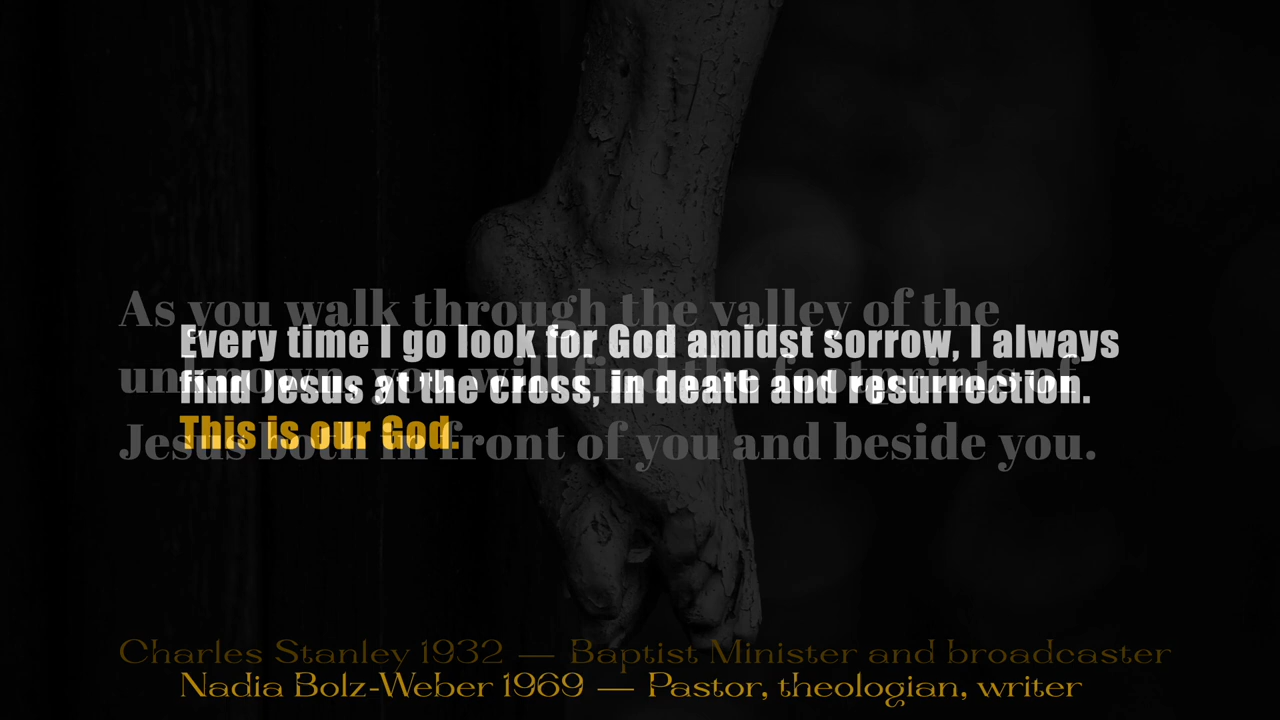 As you walk through the valley of the
Every time I go look for God amidst sorrow, I always
unknown, you will find the footprints of
find Jesus at the cross, in death and resurrection.
This is our God.
Jesus both in front of you and beside you.
Charles Stanley 1932 — Baptist Minister and broadcaster
Nadia Bolz-Weber 1969 — Pastor, theologian, writer